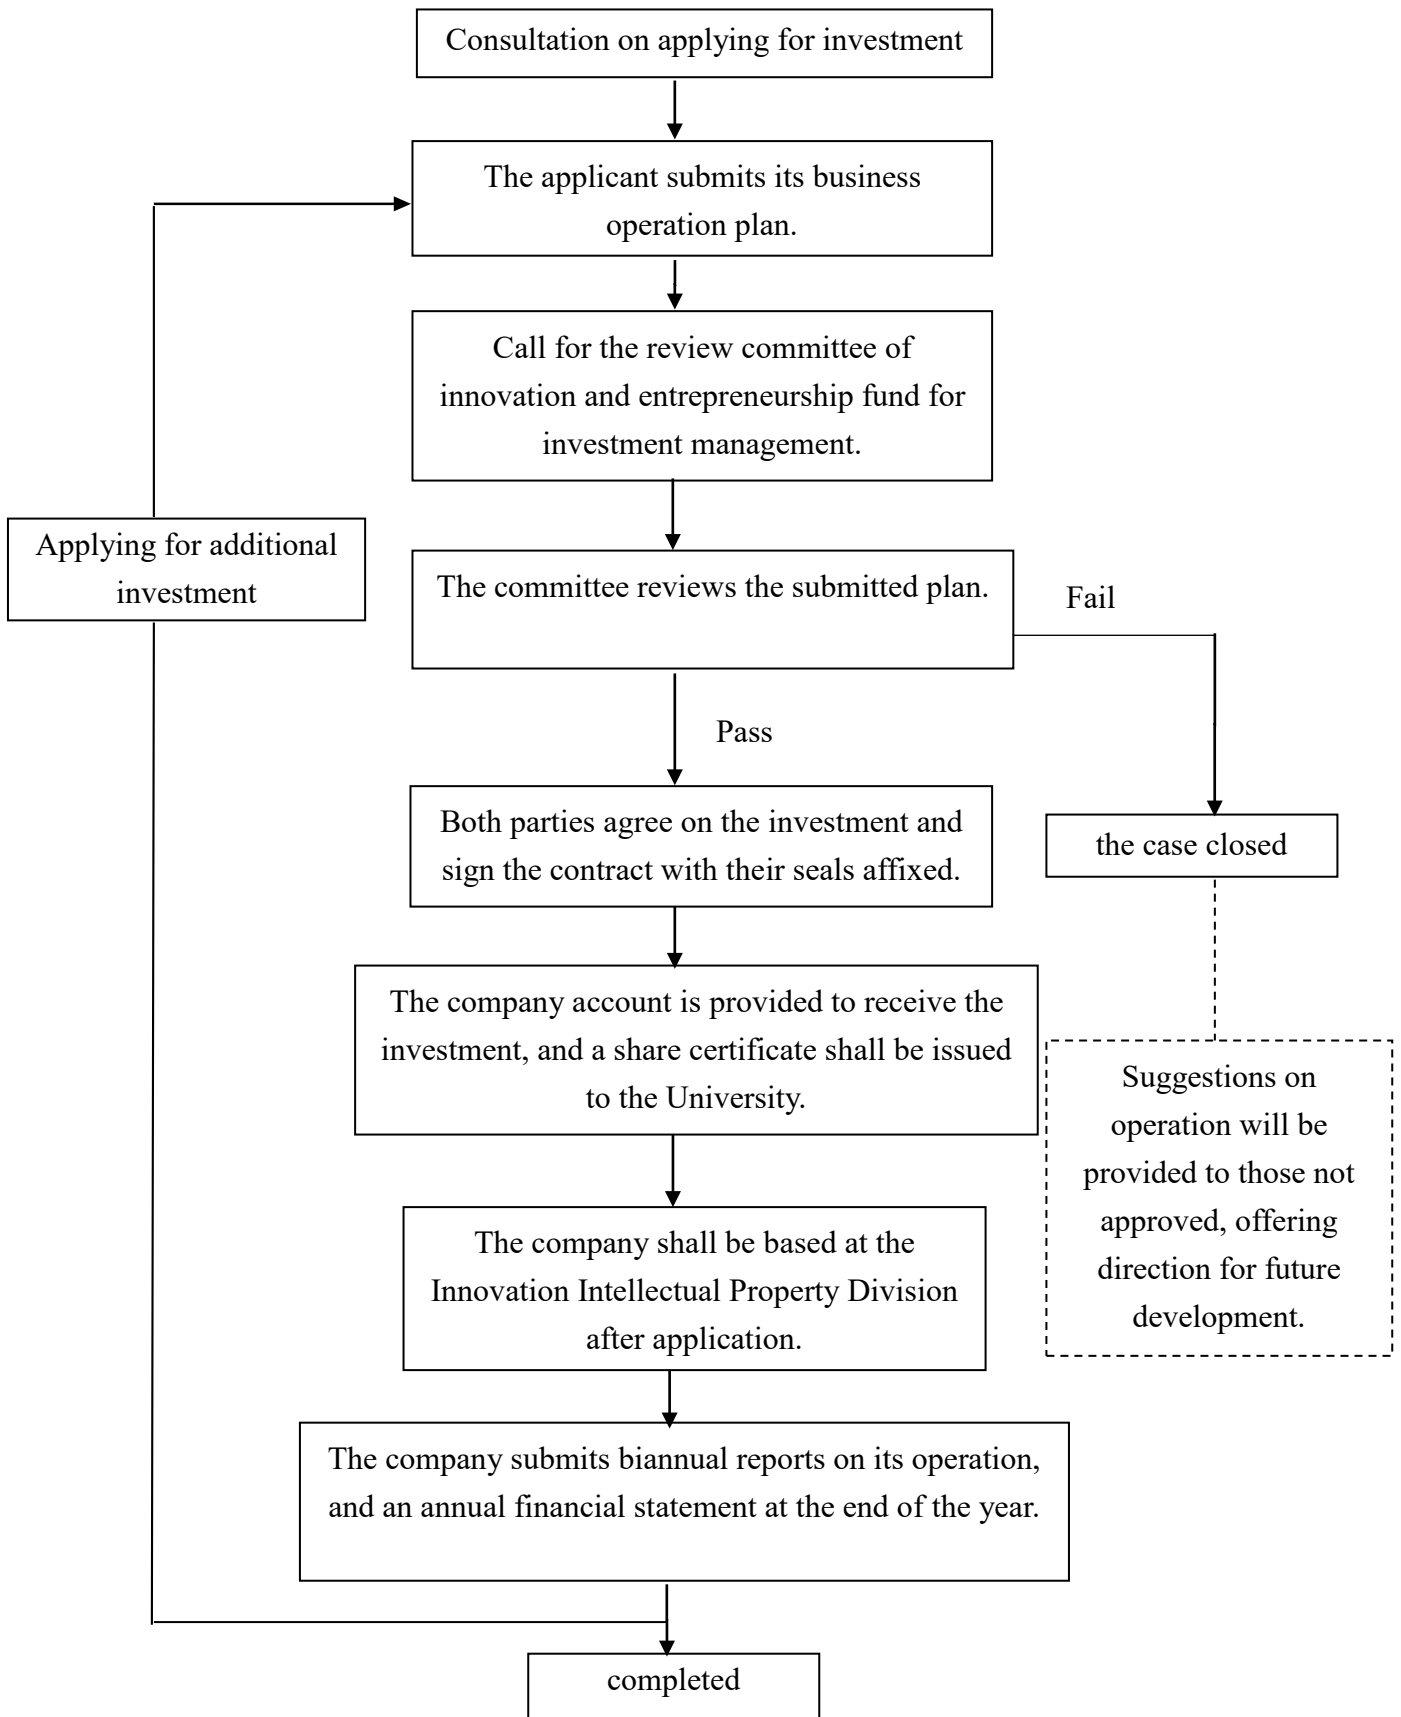 Consultation on applying for investment
The applicant submits its business
operation plan.
Call for the review committee of
innovation and entrepreneurship fund for
investment management.
Applying for additional
investment
The committee reviews the submitted plan.
Fail
Pass
Both parties agree on the investment and
sign the contract with their seals affixed.
the case closed
The company account is provided to receive the
investment, and a share certificate shall be issued
to the University.
Suggestions on
operation will be
provided to those not
approved, offering
direction for future
development.
The company shall be based at the
Innovation Intellectual Property Division
after application.
The company submits biannual reports on its operation,
and an annual financial statement at the end of the year.
completed